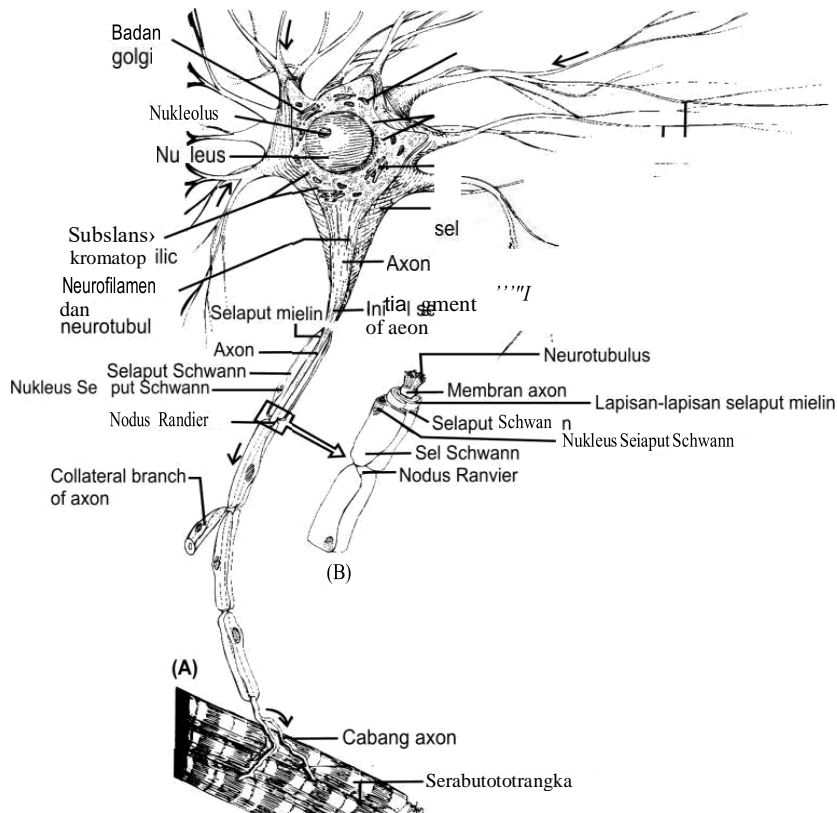 Badan
golgi
Nukleolus
Nu leus
Subslans›
kromatop ilic
Neurofilamen
dan
neurotubul
sel
Axon
Selaput mielin
Axon
Selaput Schwann
Nukleus Se put Schwann
Nodus Randier
Collateral branch
of axon
of aeon
Neurotubulus
Membran axon
Lapisan-lapisan selaput mielin
Selaput Schwan n
Nukleus Seiaput Schwann
Sel Schwann
Nodus Ranvier
(B)
(A)
Cabang axon
Serabutototrangka